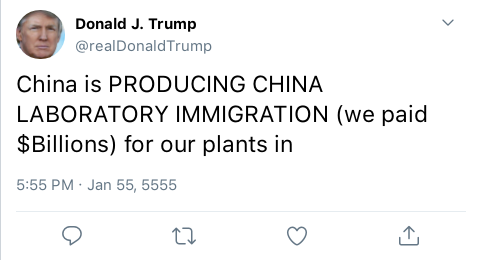 Donald J. Trump
@realDonaldTrump
China is PRODUCING CHINA
LABORATORY IMMIGRATION (we paid
$Billions) for our plants in
5:55 PM · Jan 55, 5555